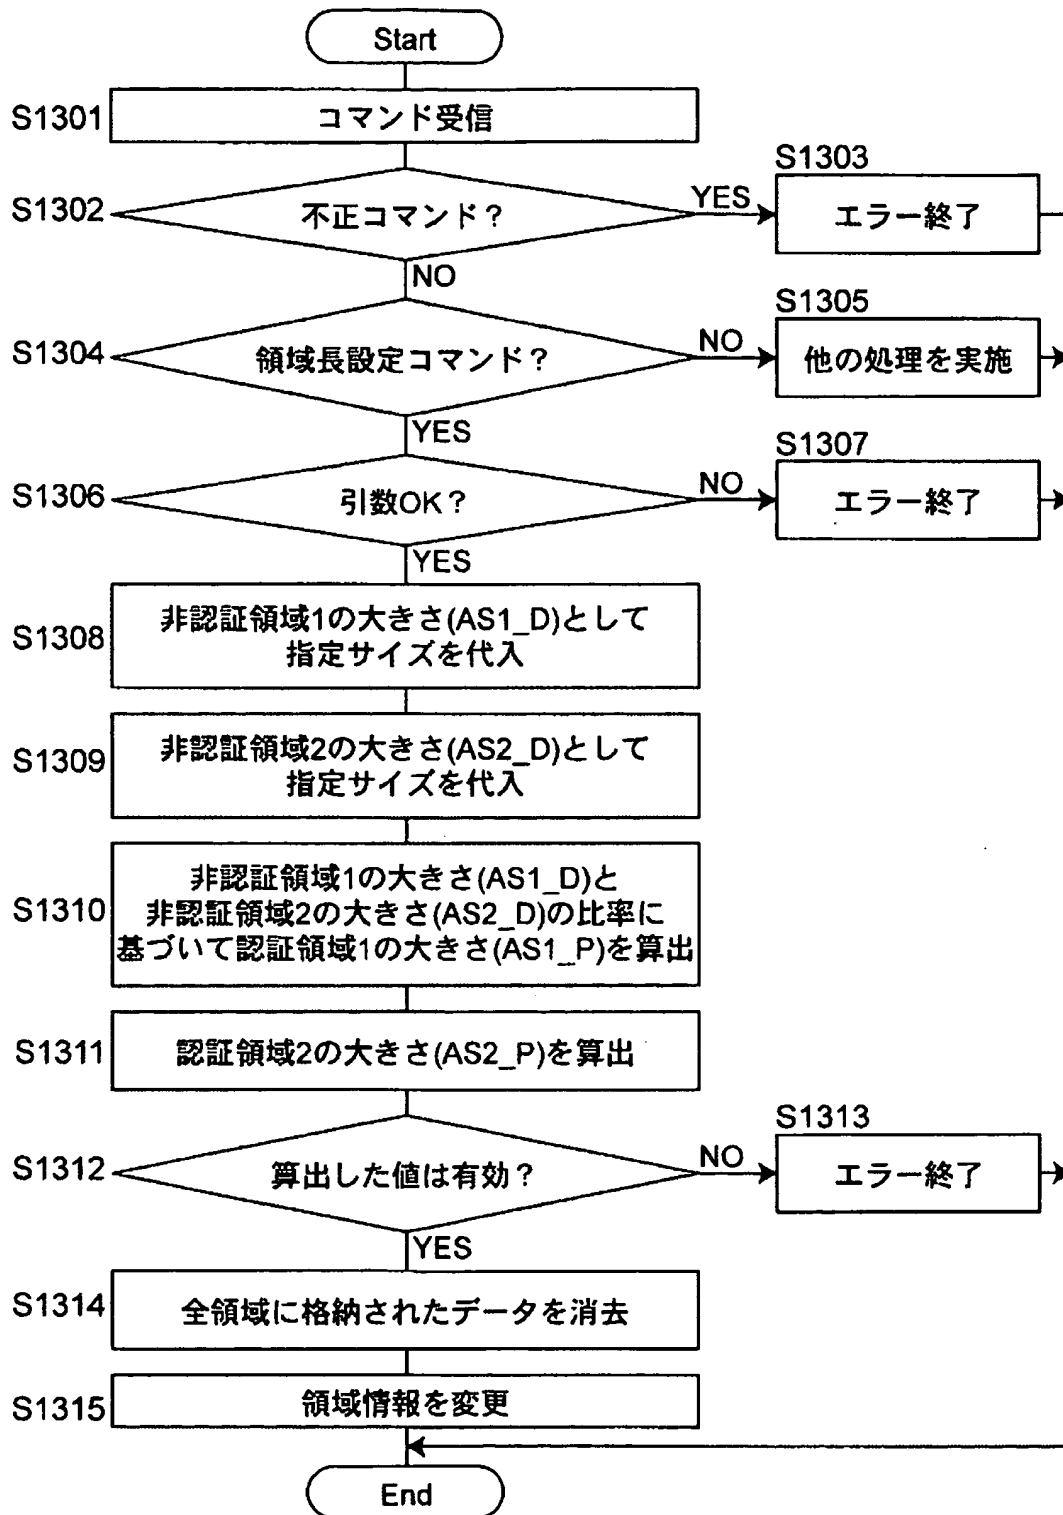 Start
S1301
コマンド受信
S1302
不正コマンド？
YES
S1303
エラー終了
NO
S1304
領域長設定コマンド？
NO
S1305
他の処理を実施
YES
S1306
引数OK？
NO
S1307
エラー終了
YES
S1308
非認証領域1の大きさ(AS1_D)として
指定サイズを代入
S1309
非認証領域2の大きさ(AS2_D)として
指定サイズを代入
S1310
非認証領域1の大きさ(AS1_D)と
非認証領域2の大きさ(AS2_D)の比率に
基づいて認証領域1の大きさ(AS1_P)を算出
S1311
認証領域2の大きさ(AS2_P)を算出
S1312
算出した値は有効？
NO
S1313
エラー終了
YES
S1314
全領域に格納されたデータを消去
S1315
領域情報を変更
End